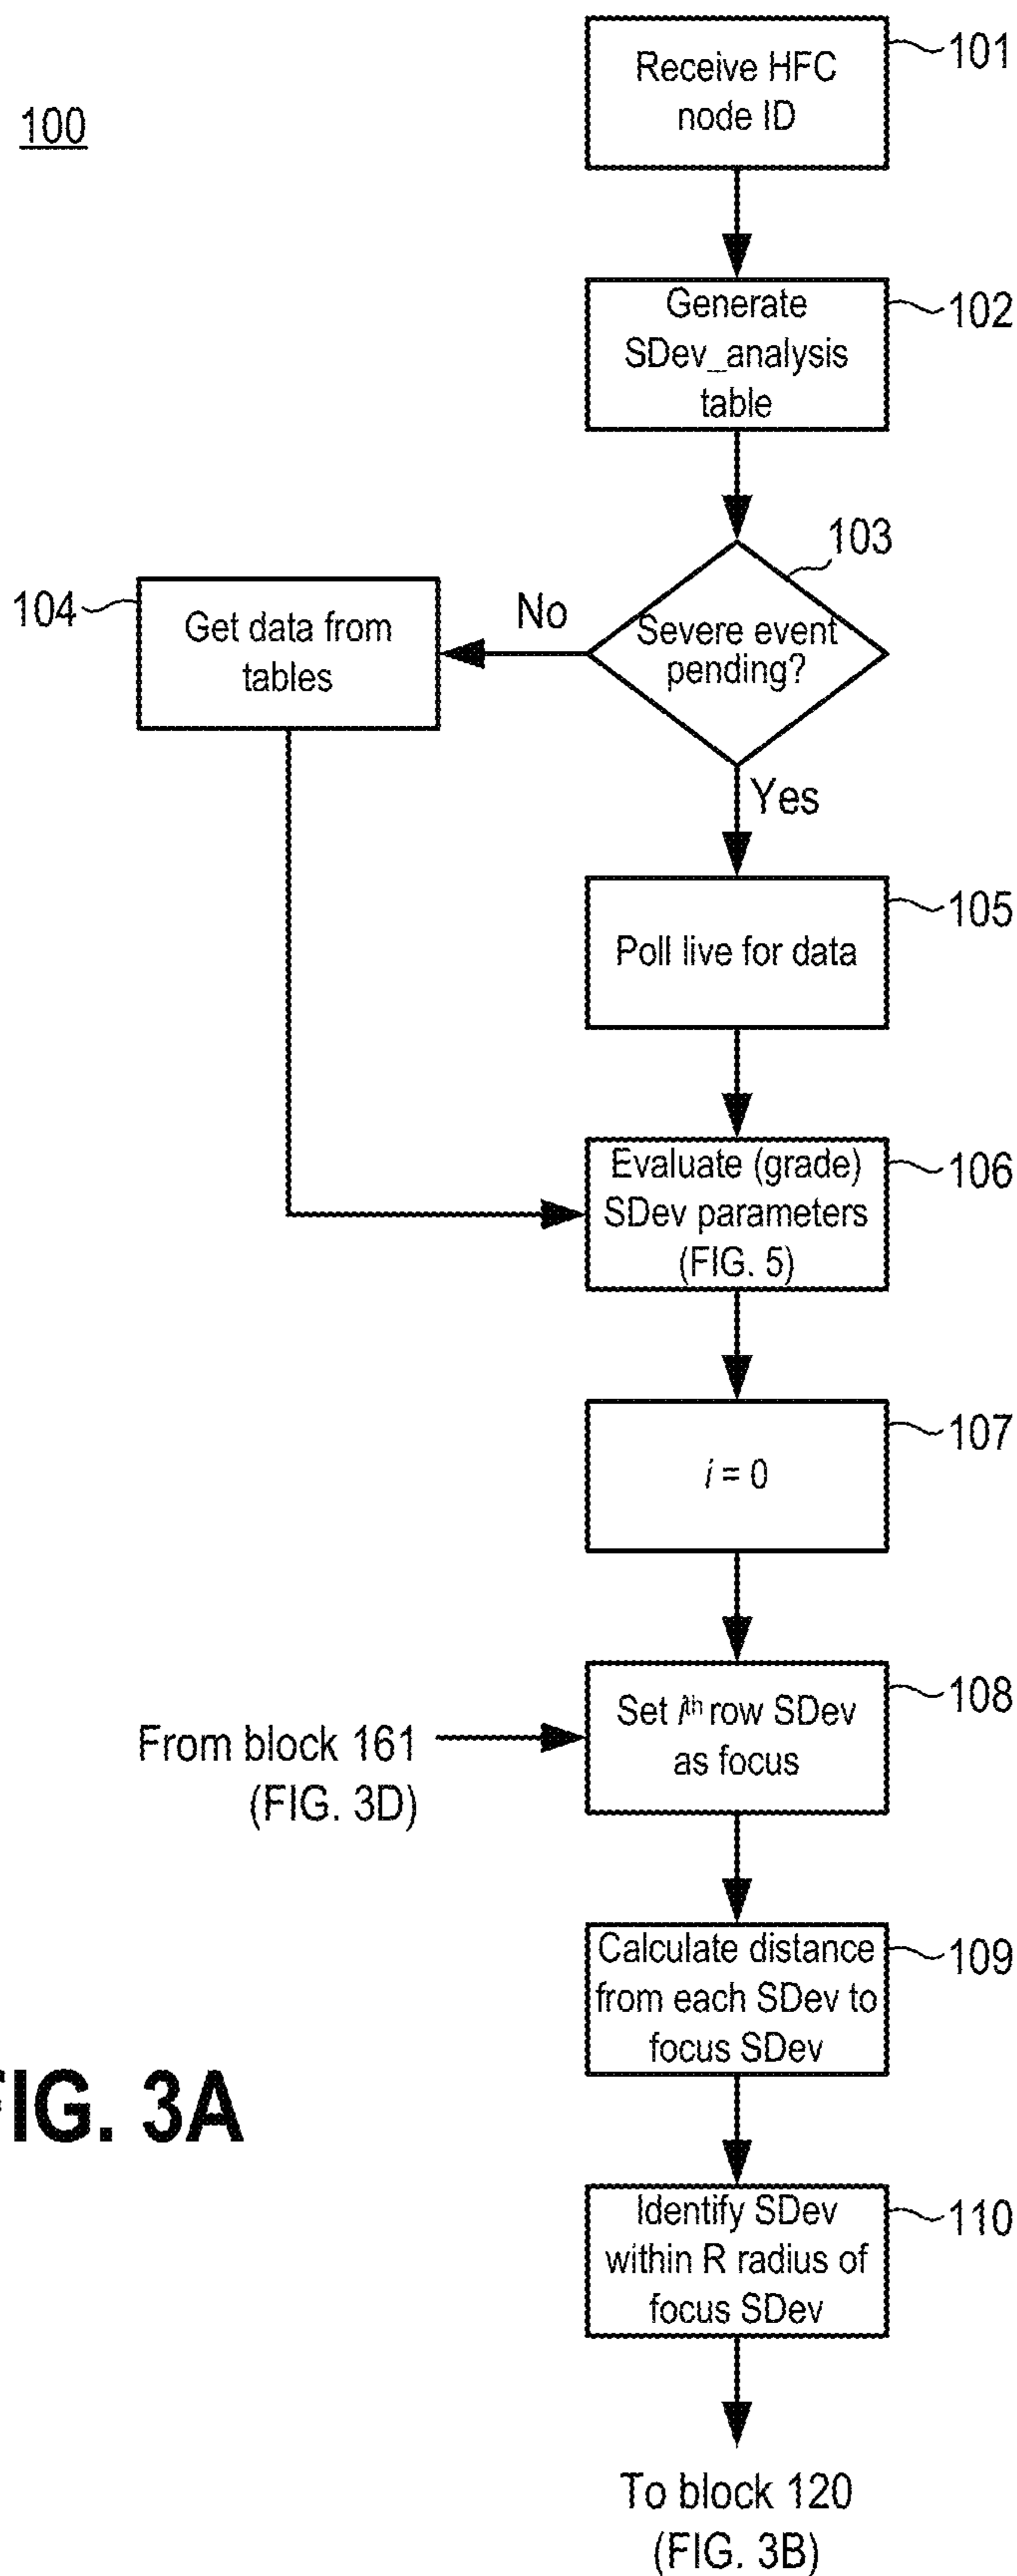 100
Receive HFC
node ID
101
Generate
SDev_analysis
table
102
103
Severe event
pending?
No
104
Get data from
tables
Yes
Poll live for data
105
Evaluate (grade)
SDev parameters
(FIG. 5)
106
i = 0
107
From block 161
(FIG. 3D)
Set ith row SDev
as focus
108
Calculate distance
from each SDev to
focus SDev
109
FIG. 3A
Identify SDev
within R radius of
focus SDev
110
To block 120
(FIG. 3B)